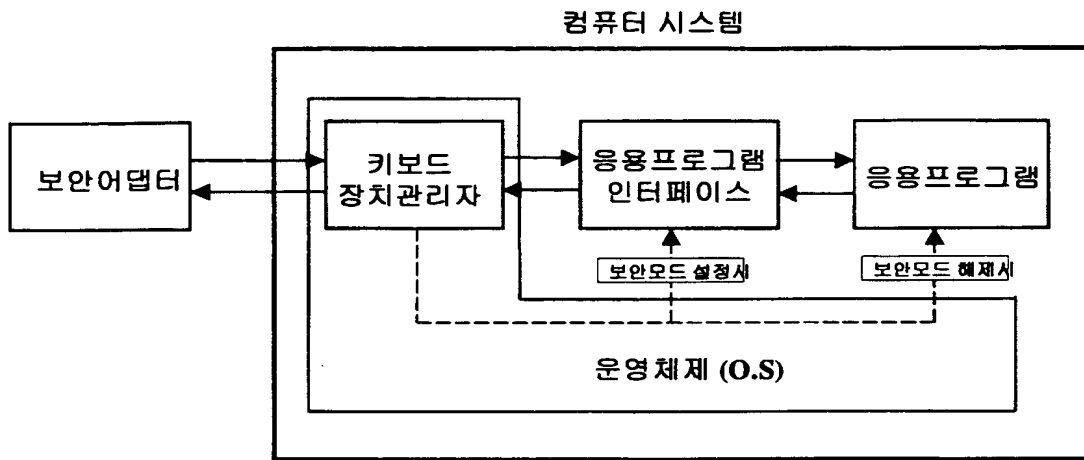 컴퓨터 시스템
보안어댑터
키보드
장치관리자
응용프로그램
인터페이스
응용프로그램
보안모드 설정시
보안모드 해제시
운영체제 (O.S)